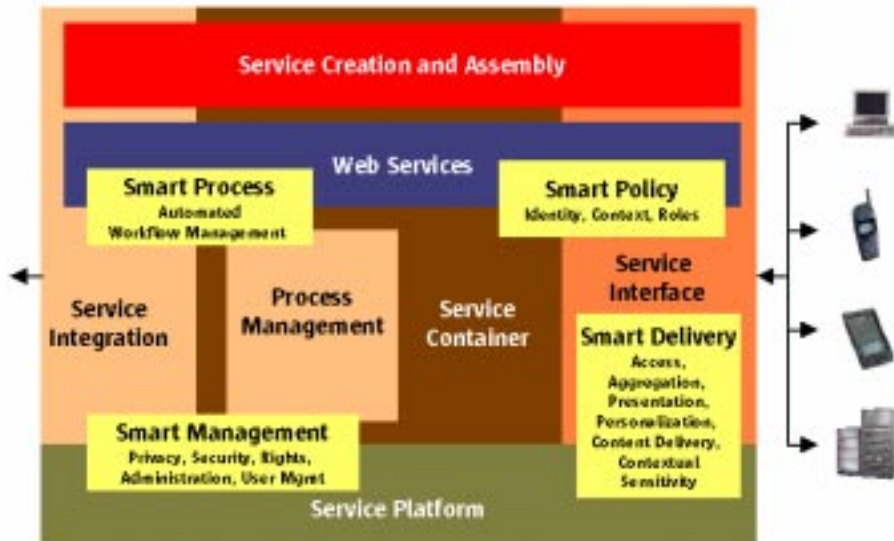 Service Creation and Assembly
Web Services
Smart Process
Automated
Workflow Management
Smart Policy
Identity, Context, Roles
Service
Integration
Process
Management
Service
Container
Service
Interface
Smart Delivery
Access,
Aggregation,
Presentation,
Personalization,
Content Delivery,
Contextual
Sensitivity
Smart Management
Privacy, Security, Rights,
Administration, User Mgmt
Service Platform